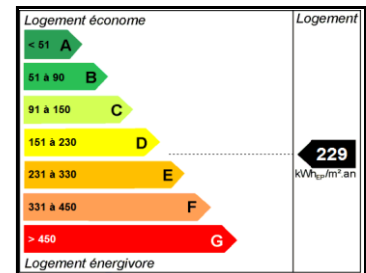 Logement économe
Logement
< 51 A
51 à 90 B
91 à 150 C
151 à 230 D
229
kWhEP/m².an
231 à 330 E
331 à 450 F
> 450 G
Logement énergivore